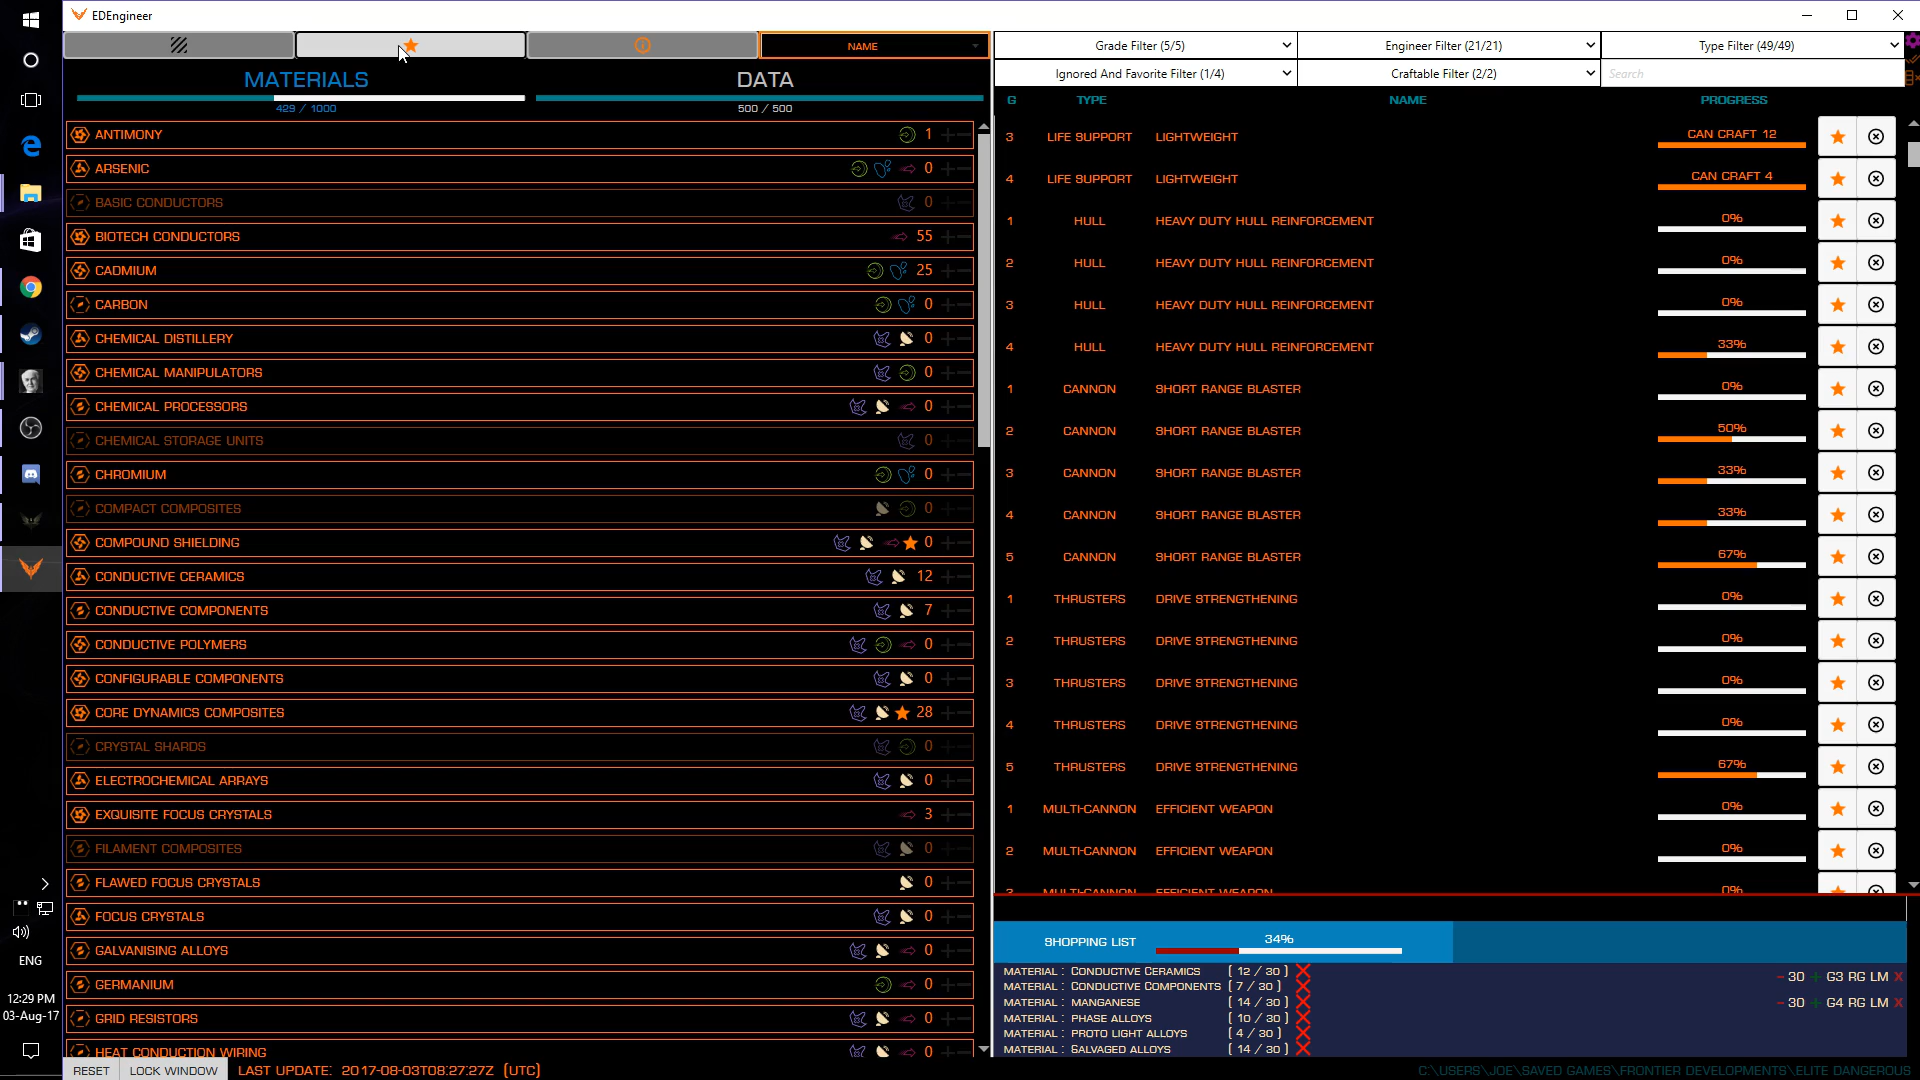 EDEngineer
NAME
Grade Filter (5/5)
Engineer Filter (21/21)
Type Filter (49/49)
Ignored And Favorite Filter (1/4)
Craftable Filter (2/2)
Search
MATERIALS
429 / 1000
DATA
500 / 500
ANTIMONY 1
ARSENIC 0
BASIC CONDUCTORS 0
BIOTECH CONDUCTORS 55
CADMIUM 25
CARBON 0
CHEMICAL DISTILLERY 0
CHEMICAL MANIPULATORS 0
CHEMICAL PROCESSORS 0
CHEMICAL STORAGE UNITS 0
CHROMIUM 0
COMPACT COMPOSITES 0
COMPOUND SHIELDING 0
CONDUCTIVE CERAMICS 12
CONDUCTIVE COMPONENTS 7
CONDUCTIVE POLYMERS 0
CONFIGURABLE COMPONENTS 0
CORE DYNAMICS COMPOSITES 28
CRYSTAL SHARDS 0
ELECTROCHEMICAL ARRAYS 0
EXQUISITE FOCUS CRYSTALS 3
FILAMENT COMPOSITES 0
FLAWED FOCUS CRYSTALS 0
FOCUS CRYSTALS 0
GALVANISING ALLOYS 0
GERMANIUM 0
GRID RESISTORS 0
HEAT CONDUCTION WIRING 0
G TYPE NAME PROGRESS
3 LIFE SUPPORT LIGHTWEIGHT CAN CRAFT 12
4 LIFE SUPPORT LIGHTWEIGHT CAN CRAFT 4
1 HULL HEAVY DUTY HULL REINFORCEMENT 0%
2 HULL HEAVY DUTY HULL REINFORCEMENT 0%
3 HULL HEAVY DUTY HULL REINFORCEMENT 0%
4 HULL HEAVY DUTY HULL REINFORCEMENT 33%
1 CANNON SHORT RANGE BLASTER 0%
2 CANNON SHORT RANGE BLASTER 50%
3 CANNON SHORT RANGE BLASTER 33%
4 CANNON SHORT RANGE BLASTER 33%
5 CANNON SHORT RANGE BLASTER 67%
1 THRUSTERS DRIVE STRENGTHENING 0%
2 THRUSTERS DRIVE STRENGTHENING 0%
3 THRUSTERS DRIVE STRENGTHENING 0%
4 THRUSTERS DRIVE STRENGTHENING 0%
5 THRUSTERS DRIVE STRENGTHENING 67%
1 MULTI-CANNON EFFICIENT WEAPON 0%
2 MULTI-CANNON EFFICIENT WEAPON 0%
3 MULTI-CANNON EFFICIENT WEAPON 0%
SHOPPING LIST 34%
MATERIAL : CONDUCTIVE CERAMICS [ 12 / 30 ]
MATERIAL : CONDUCTIVE COMPONENTS [ 7 / 30 ]
MATERIAL : MANGANESE [ 14 / 30 ]
MATERIAL : PHASE ALLOYS [ 10 / 30 ]
MATERIAL : PROTO LIGHT ALLOYS [ 4 / 30 ]
MATERIAL : SALVAGED ALLOYS [ 14 / 30 ]
- 30 + G3 RG LM X
- 30 + G4 RG LM X
ENG
12:29 PM
03-Aug-17
RESET
LOCK WINDOW
LAST UPDATE: 2017-08-03T08:27:27Z (UTC)
C:\USERS\JOE\SAVED GAMES\FRONTIER DEVELOPMENTS\ELITE DANGEROUS